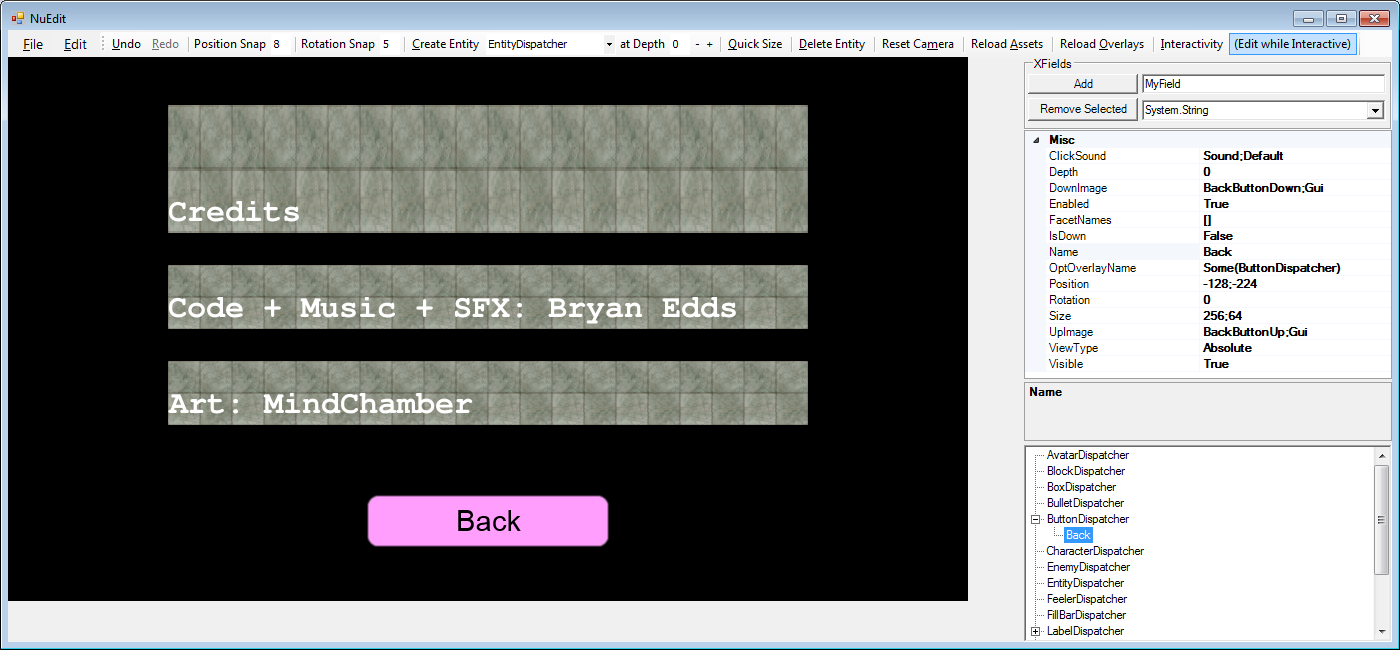 NuEdit
File Edit Undo Redo Position Snap 8 Rotation Snap 5 Create Entity EntityDispatcher at Depth 0 - + Quick Size Delete Entity Reset Camera Reload Assets Reload Overlays Interactivity (Edit while Interactive)
Credits
Code + Music + SFX: Bryan Edds
Art: MindChamber
Back
XFields
Add MyField
Remove Selected System.String
Misc
ClickSound Sound;Default
Depth 0
DownImage BackButtonDown;Gui
Enabled True
FacetNames []
IsDown False
Name Back
OptOverlayName Some(ButtonDispatcher)
Position -128;-224
Rotation 0
Size 256;64
UpImage BackButtonUp;Gui
ViewType Absolute
Visible True
Name
AvatarDispatcher
BlockDispatcher
BoxDispatcher
BulletDispatcher
ButtonDispatcher
Back
CharacterDispatcher
EnemyDispatcher
EntityDispatcher
FeelerDispatcher
FillBarDispatcher
LabelDispatcher